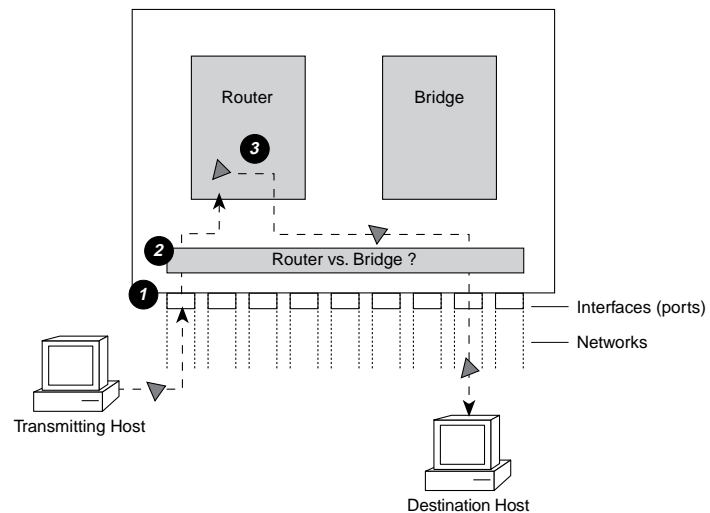 Router
Bridge
3
2
Router vs. Bridge ?
1
Interfaces (ports)
Networks
Transmitting Host
Destination Host